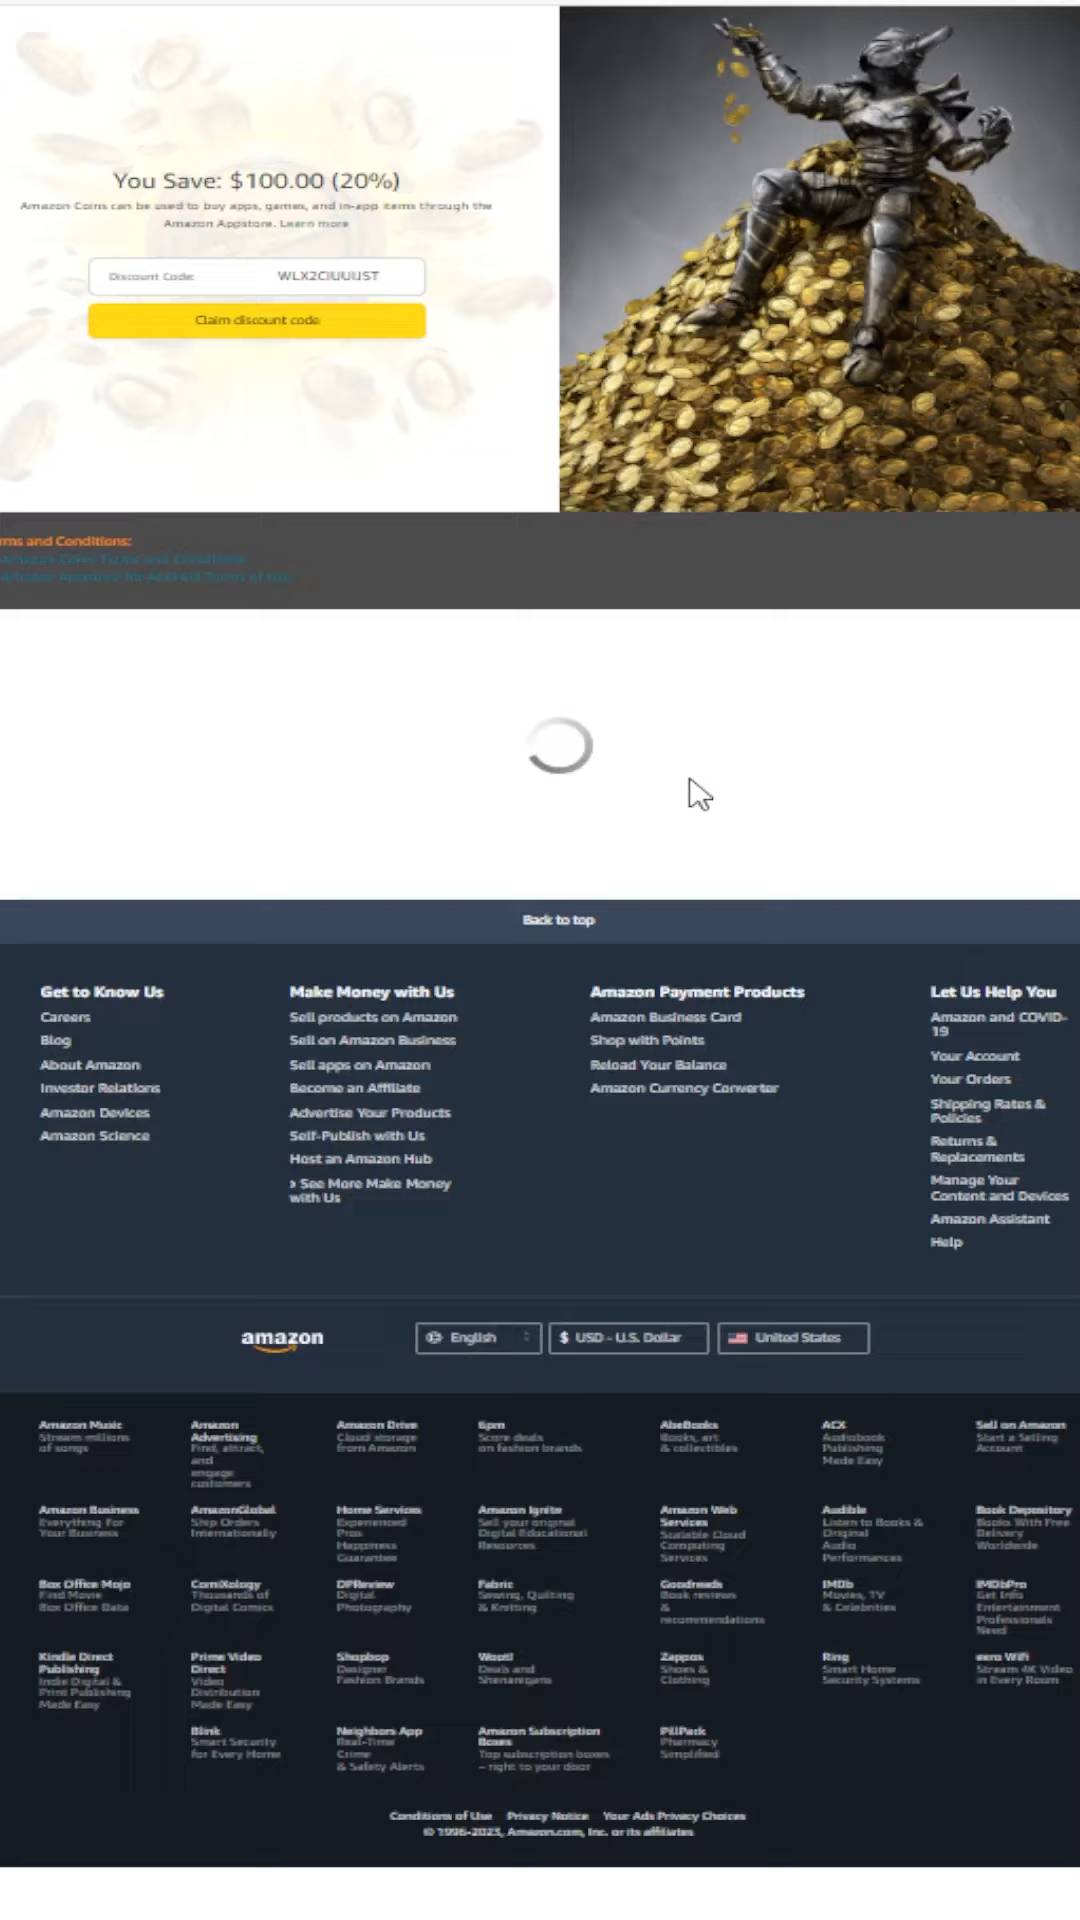 You Save: $100.00 (20%)
Amazon Coins can be used to buy apps, games, and in-app items through the
Amazon Appstore. Learn more
Discount Code: WLX2CIUUIJST
Claim discount code
rms and Conditions:
Amazon Coins Terms and Conditions
Amazon Appstore for Android Terms of Use
Back to top
Get to Know Us
Careers
Blog
About Amazon
Investor Relations
Amazon Devices
Amazon Science
Make Money with Us
Sell products on Amazon
Sell on Amazon Business
Sell apps on Amazon
Become an Affiliate
Advertise Your Products
Self-Publish with Us
Host an Amazon Hub
› See More Make Money
with Us
Amazon Payment Products
Amazon Business Card
Shop with Points
Reload Your Balance
Amazon Currency Converter
Let Us Help You
Amazon and COVID-
19
Your Account
Your Orders
Shipping Rates &
Policies
Returns &
Replacements
Manage Your
Content and Devices
Amazon Assistant
Help
amazon
English
$ USD - U.S. Dollar
United States
Amazon Music
Stream millions
of songs
Amazon
Advertising
Find, attract,
and
engage
customers
Amazon Drive
Cloud storage
from Amazon
6pm
Score deals
on fashion brands
AbeBooks
Books, art
& collectibles
ACX
Audiobook
Publishing
Made Easy
Sell on Amazon
Start a Selling
Account
Amazon Business
Everything For
Your Business
AmazonGlobal
Ship Orders
Internationally
Home Services
Experienced
Pros
Happiness
Guarantee
Amazon Ignite
Sell your original
Digital Educational
Resources
Amazon Web
Services
Scalable Cloud
Computing
Services
Audible
Listen to Books &
Original
Audio
Performances
Book Depository
Books With Free
Delivery
Worldwide
Box Office Mojo
Find Movie
Box Office Data
ComiXology
Thousands of
Digital Comics
DPReview
Digital
Photography
Fabric
Sewing, Quilting
& Knitting
Goodreads
Book reviews
&
recommendations
IMDb
Movies, TV
& Celebrities
IMDbPro
Get Info
Entertainment
Professionals
Need
Kindle Direct
Publishing
Indie Digital &
Print Publishing
Made Easy
Prime Video
Direct
Video
Distribution
Made Easy
Shopbop
Designer
Fashion Brands
Woot!
Deals and
Shenanigans
Zappos
Shoes &
Clothing
Ring
Smart Home
Security Systems
eero WiFi
Stream 4K Video
in Every Room
Blink
Smart Security
for Every Home
Neighbors App
Real-Time
Crime
& Safety Alerts
Amazon Subscription
Boxes
Top subscription boxes
– right to your door
PillPack
Pharmacy
Simplified
Conditions of Use Privacy Notice Your Ads Privacy Choices
© 1996-2023, Amazon.com, Inc. or its affiliates